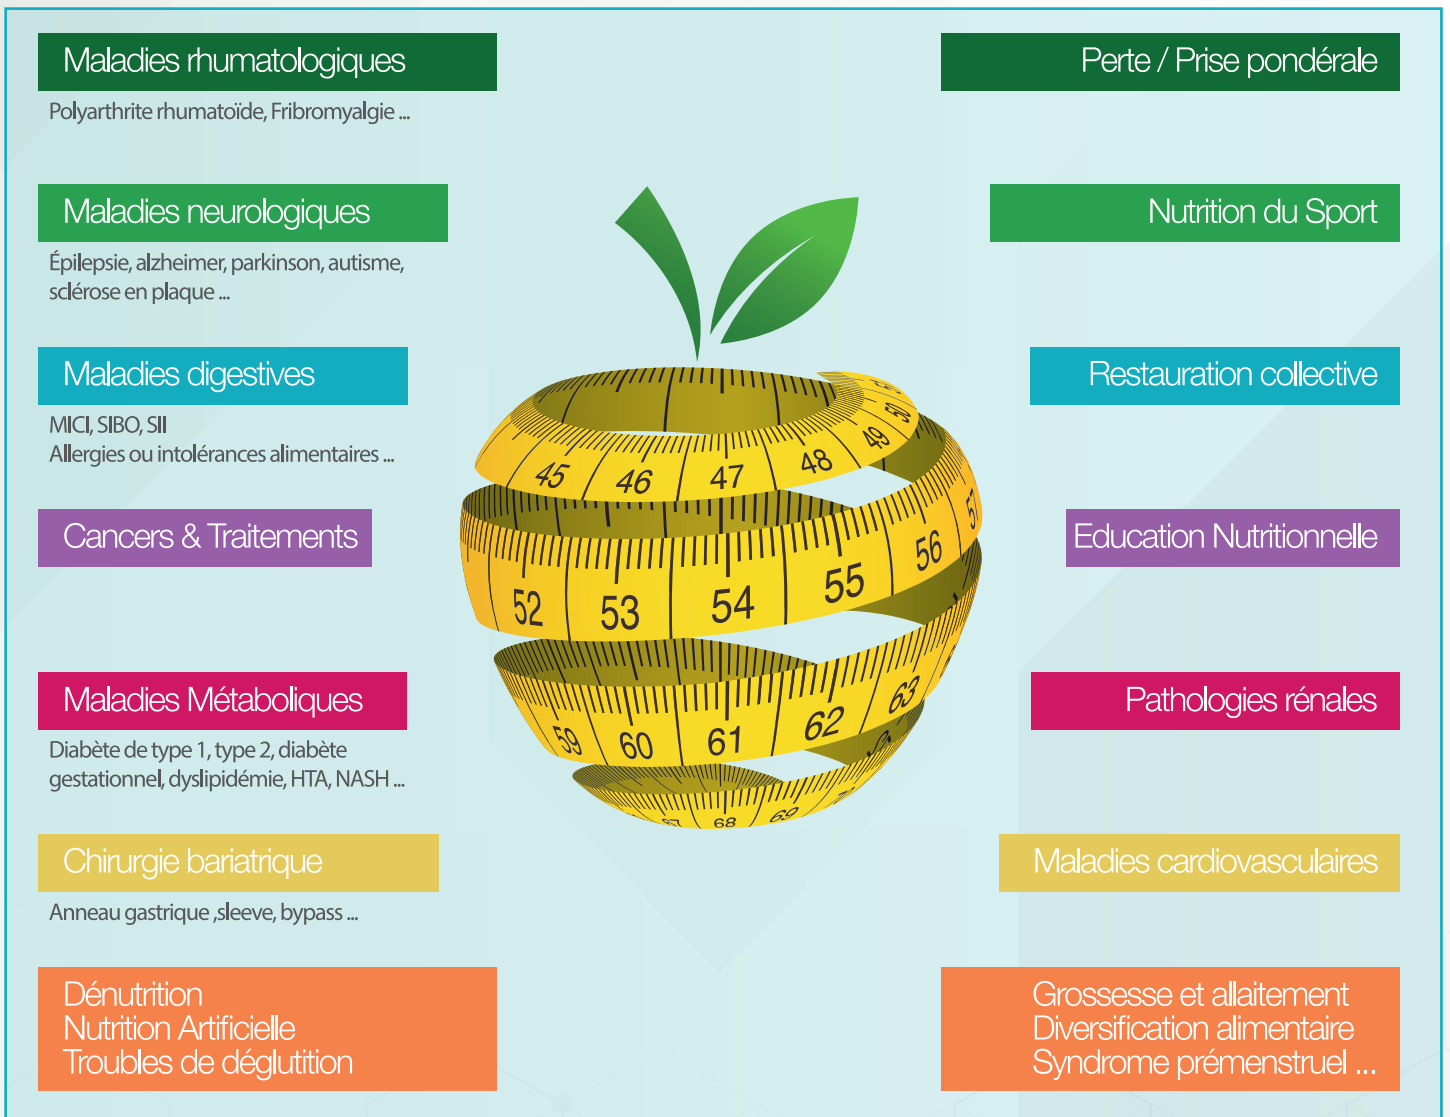 Maladies rhumatologiques
Polyarthrite rhumatoïde, Fribromyalgie ...
Maladies neurologiques
Épilepsie, alzheimer, parkinson, autisme,
sclérose en plaque ...
Maladies digestives
MICI, SIBO, SII
Allergies ou intolérances alimentaires ...
Cancers & Traitements
Maladies Métaboliques
Diabète de type 1, type 2, diabète
gestationnel, dyslipidémie, HTA, NASH ...
Chirurgie bariatrique
Anneau gastrique ,sleeve, bypass ...
Dénutrition
Nutrition Artificielle
Troubles de déglutition
45 46 47 48 49 50
52 53 54 55 56 57
59 60 61 62 63
67 68 69
Perte / Prise pondérale
Nutrition du Sport
Restauration collective
Education Nutritionnelle
Pathologies rénales
Maladies cardiovasculaires
Grossesse et allaitement
Diversification alimentaire
Syndrome prémenstruel ...